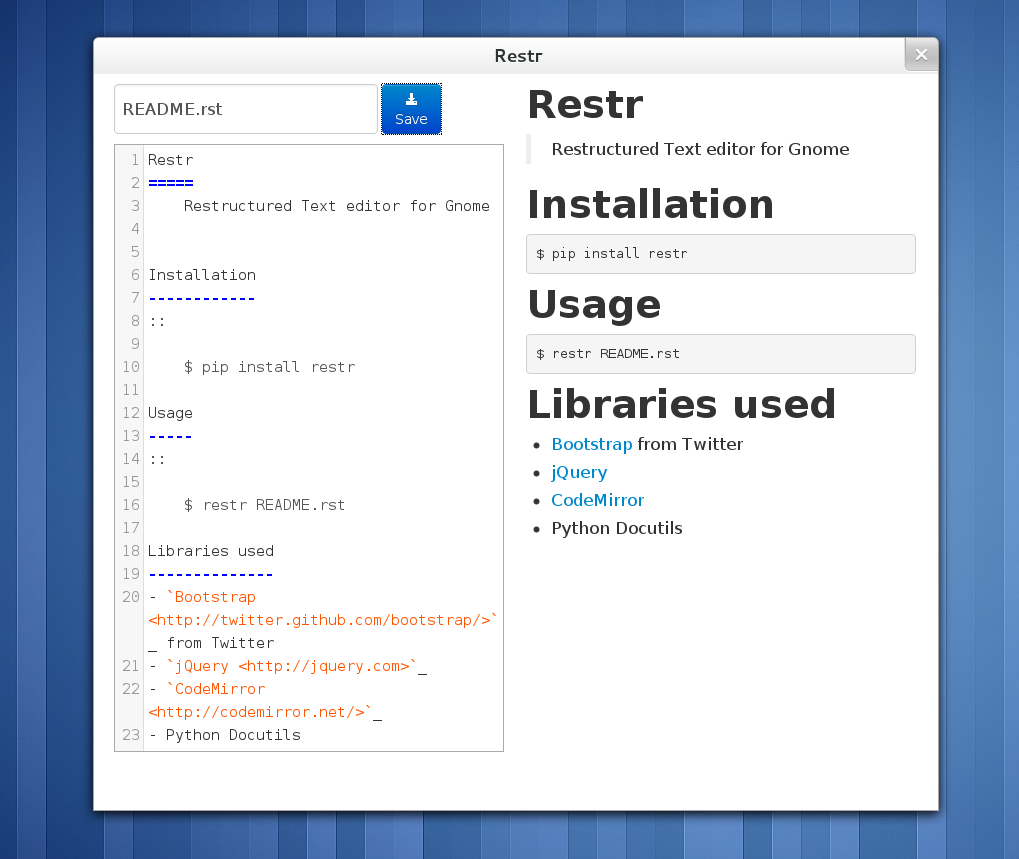 Restr
README.rst
Save
1 Restr
2 =====
3     Restructured Text editor for Gnome
4
5
6 Installation
7 ------------
8 ::
9
10     $ pip install restr
11
12 Usage
13 -----
14 ::
15
16     $ restr README.rst
17
18 Libraries used
19 --------------
20 - `Bootstrap
<http://twitter.github.com/bootstrap/>`
_ from Twitter
21 - `jQuery <http://jquery.com>`_
22 - `CodeMirror
<http://codemirror.net/>`_
23 - Python Docutils
Restr
Restructured Text editor for Gnome
Installation
$ pip install restr
Usage
$ restr README.rst
Libraries used
• Bootstrap from Twitter
• jQuery
• CodeMirror
• Python Docutils